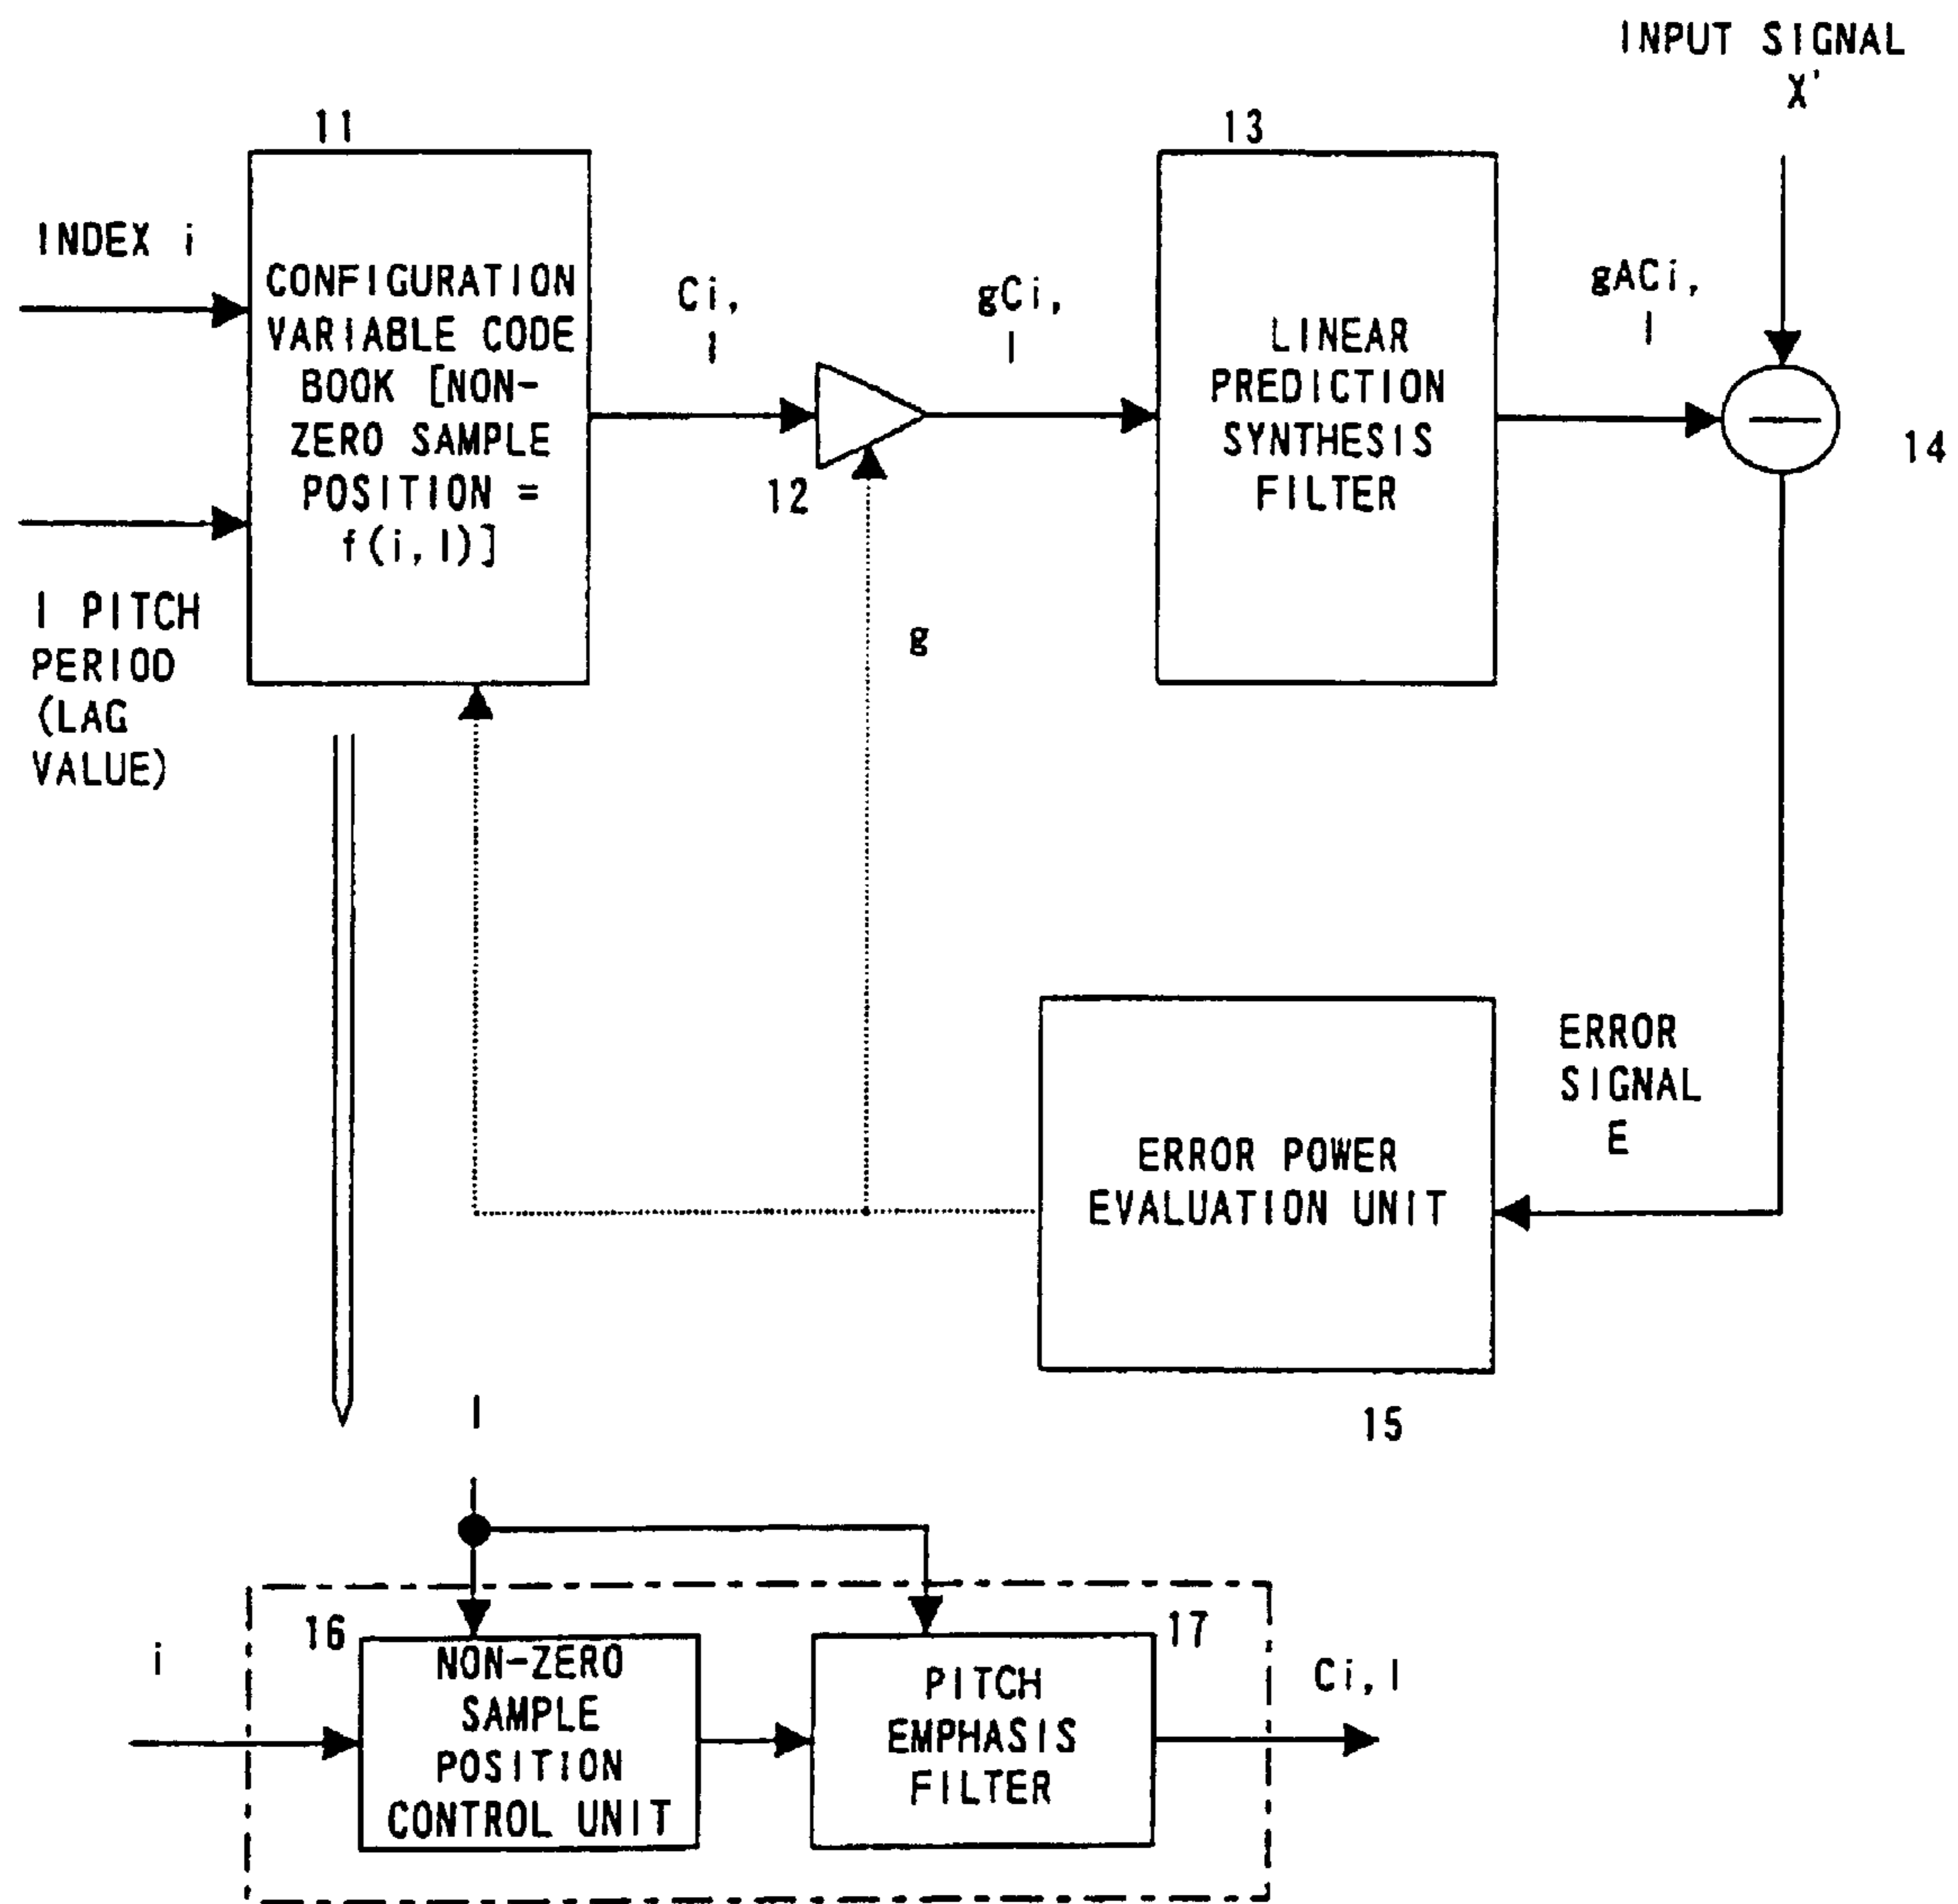 INPUT SIGNAL
X'
11
13
INDEX i
CONFIGURATION
VARIABLE CODE
BOOK [NON-
ZERO SAMPLE
POSITION =
f(i,l)]
Ci,
l
gCi,
l
LINEAR
PREDICTION
SYNTHESIS
FILTER
gACi,
l
14
12
l PITCH
PERIOD
(LAG
VALUE)
g
ERROR
SIGNAL
E
ERROR POWER
EVALUATION UNIT
15
l
16
17
i
NON-ZERO
SAMPLE
POSITION
CONTROL UNIT
PITCH
EMPHASIS
FILTER
Ci,l